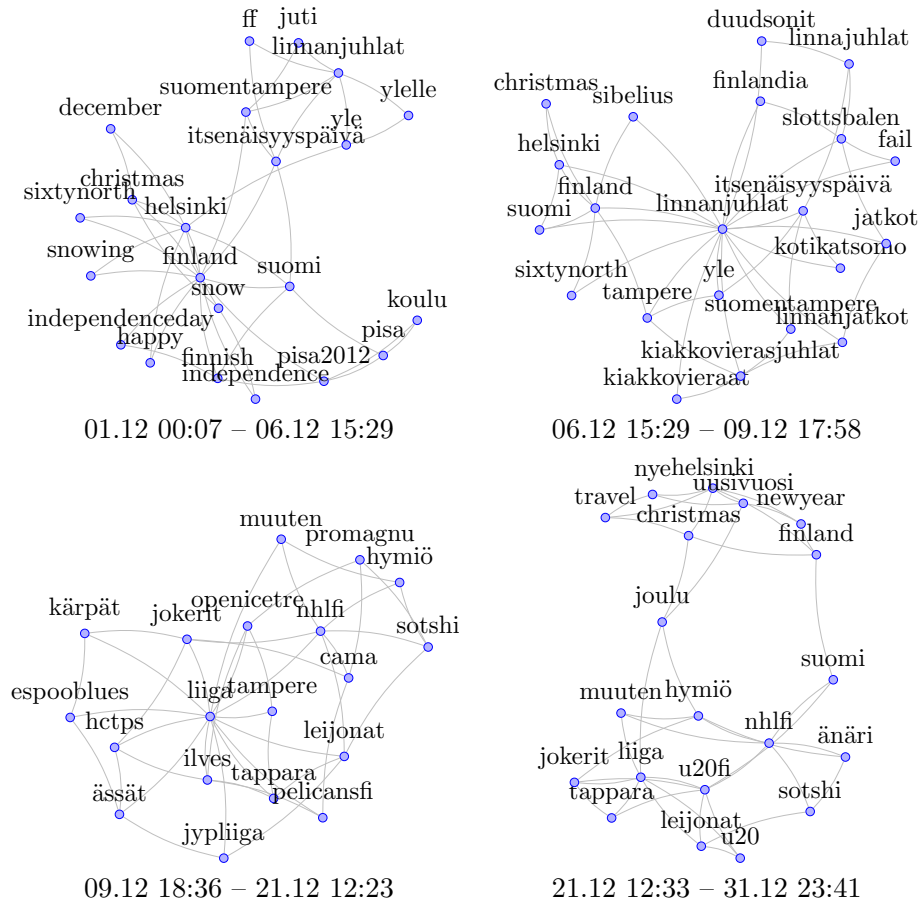 ff
juti
linnanjuhlat
suomentampere
ylelle
yle
december
itsenäisyyspäivä
christmas
sixtynorth
helsinki
snowing
finland
suomi
snow
koulu
independenceday
pisa
happy
finnish
pisa2012
independence
01.12 00:07 – 06.12 15:29
duudsonit
linnajuhlat
christmas
finlandia
sibelius
slottsbalen
fail
helsinki
finland
itsenäisyyspäivä
suomi
linnanjuhlat
jatkot
kotikatsomo
sixtynorth
yle
tampere
suomentampere
linnanjatkot
kiakkovierasjuhlat
kiakkovieraat
06.12 15:29 – 09.12 17:58
muuten
promagnu
hymiö
openicetre
kärpät
jokerit
nhlfi
sotshi
cama
espooblues
liiga
tampere
hctps
leijonat
ilves
tappara
ässät
pelicansfi
jypliiga
09.12 18:36 – 21.12 12:23
nye
helsinki
uusivuosi
travel
newyear
christmas
finland
joulu
suomi
muuten
hymiö
nhlfi
änäri
jokerit
liiga
u20fi
tappara
sotshi
leijonat
u20
21.12 12:33 – 31.12 23:41